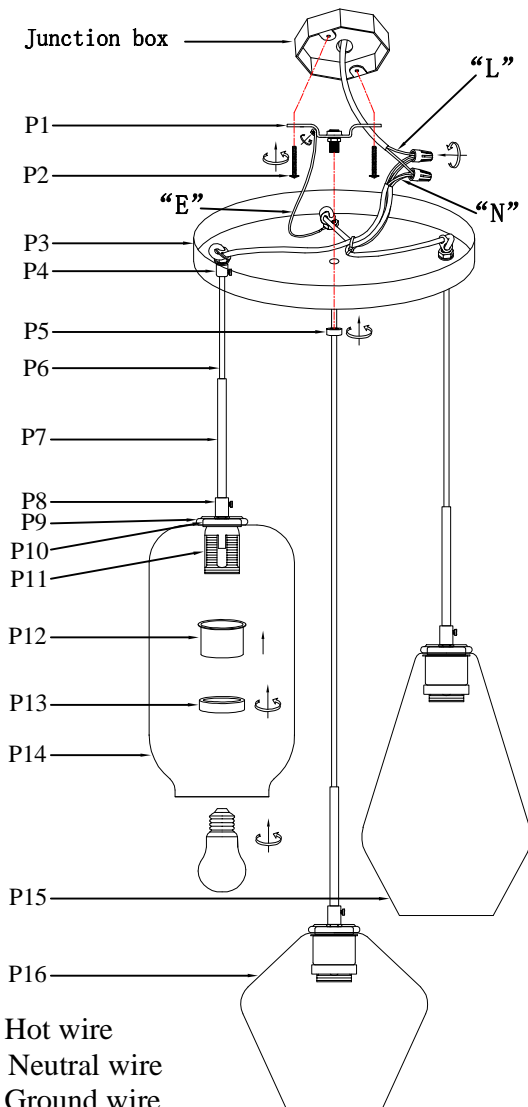 Junction box
“L”
P1
P2
“E”
“N”
P3
P4
P5
P6
P7
P8
P9
P10
P11
P12
P13
P14
P15
P16
Hot wire
Neutral wire
Ground wire